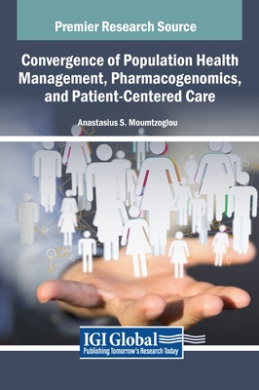 Premier Research Source
Convergence of Population Health
Management, Pharmacogenomics,
and Patient-Centered Care
Anastasius S. Moumtzoglou
IGI Global
Publishing Tomorrow's Research Today